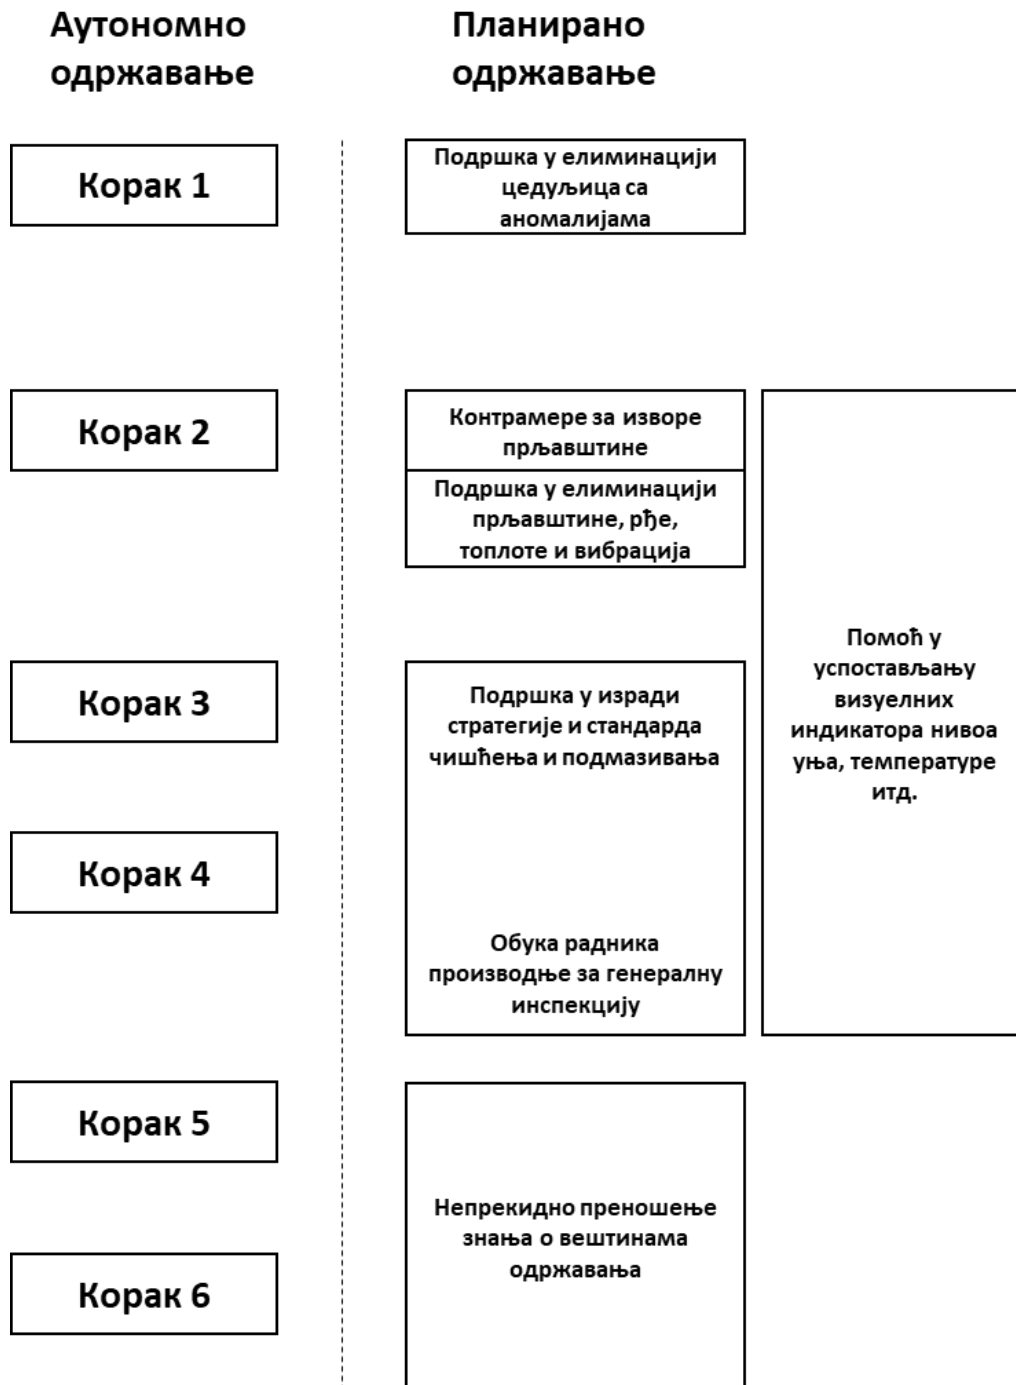 Аутономно
одржавање
Планирано
одржавање
Корак 1
Подршка у елиминацији
цедуљица са
аномалијама
Корак 2
Контрамере за изворе
прљавштине
Подршка у елиминацији
прљавштине, рђе,
топлоте и вибрација
Помоћ у
успостављању
визуелних
индикатора нивоа
уња, температуре
итд.
Корак 3
Подршка у изради
стратегије и стандарда
чишћења и подмазивања
Корак 4
Обука радника
производње за генералну
инспекцију
Корак 5
Непрекидно преношење
знања о вештинама
одржавања
Корак 6